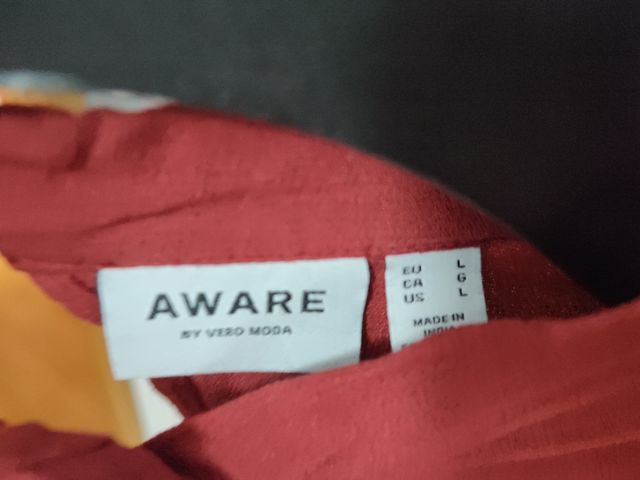 AWARE
BY VERO MODA
EU L
CA G
US L
MADE IN
INDIA